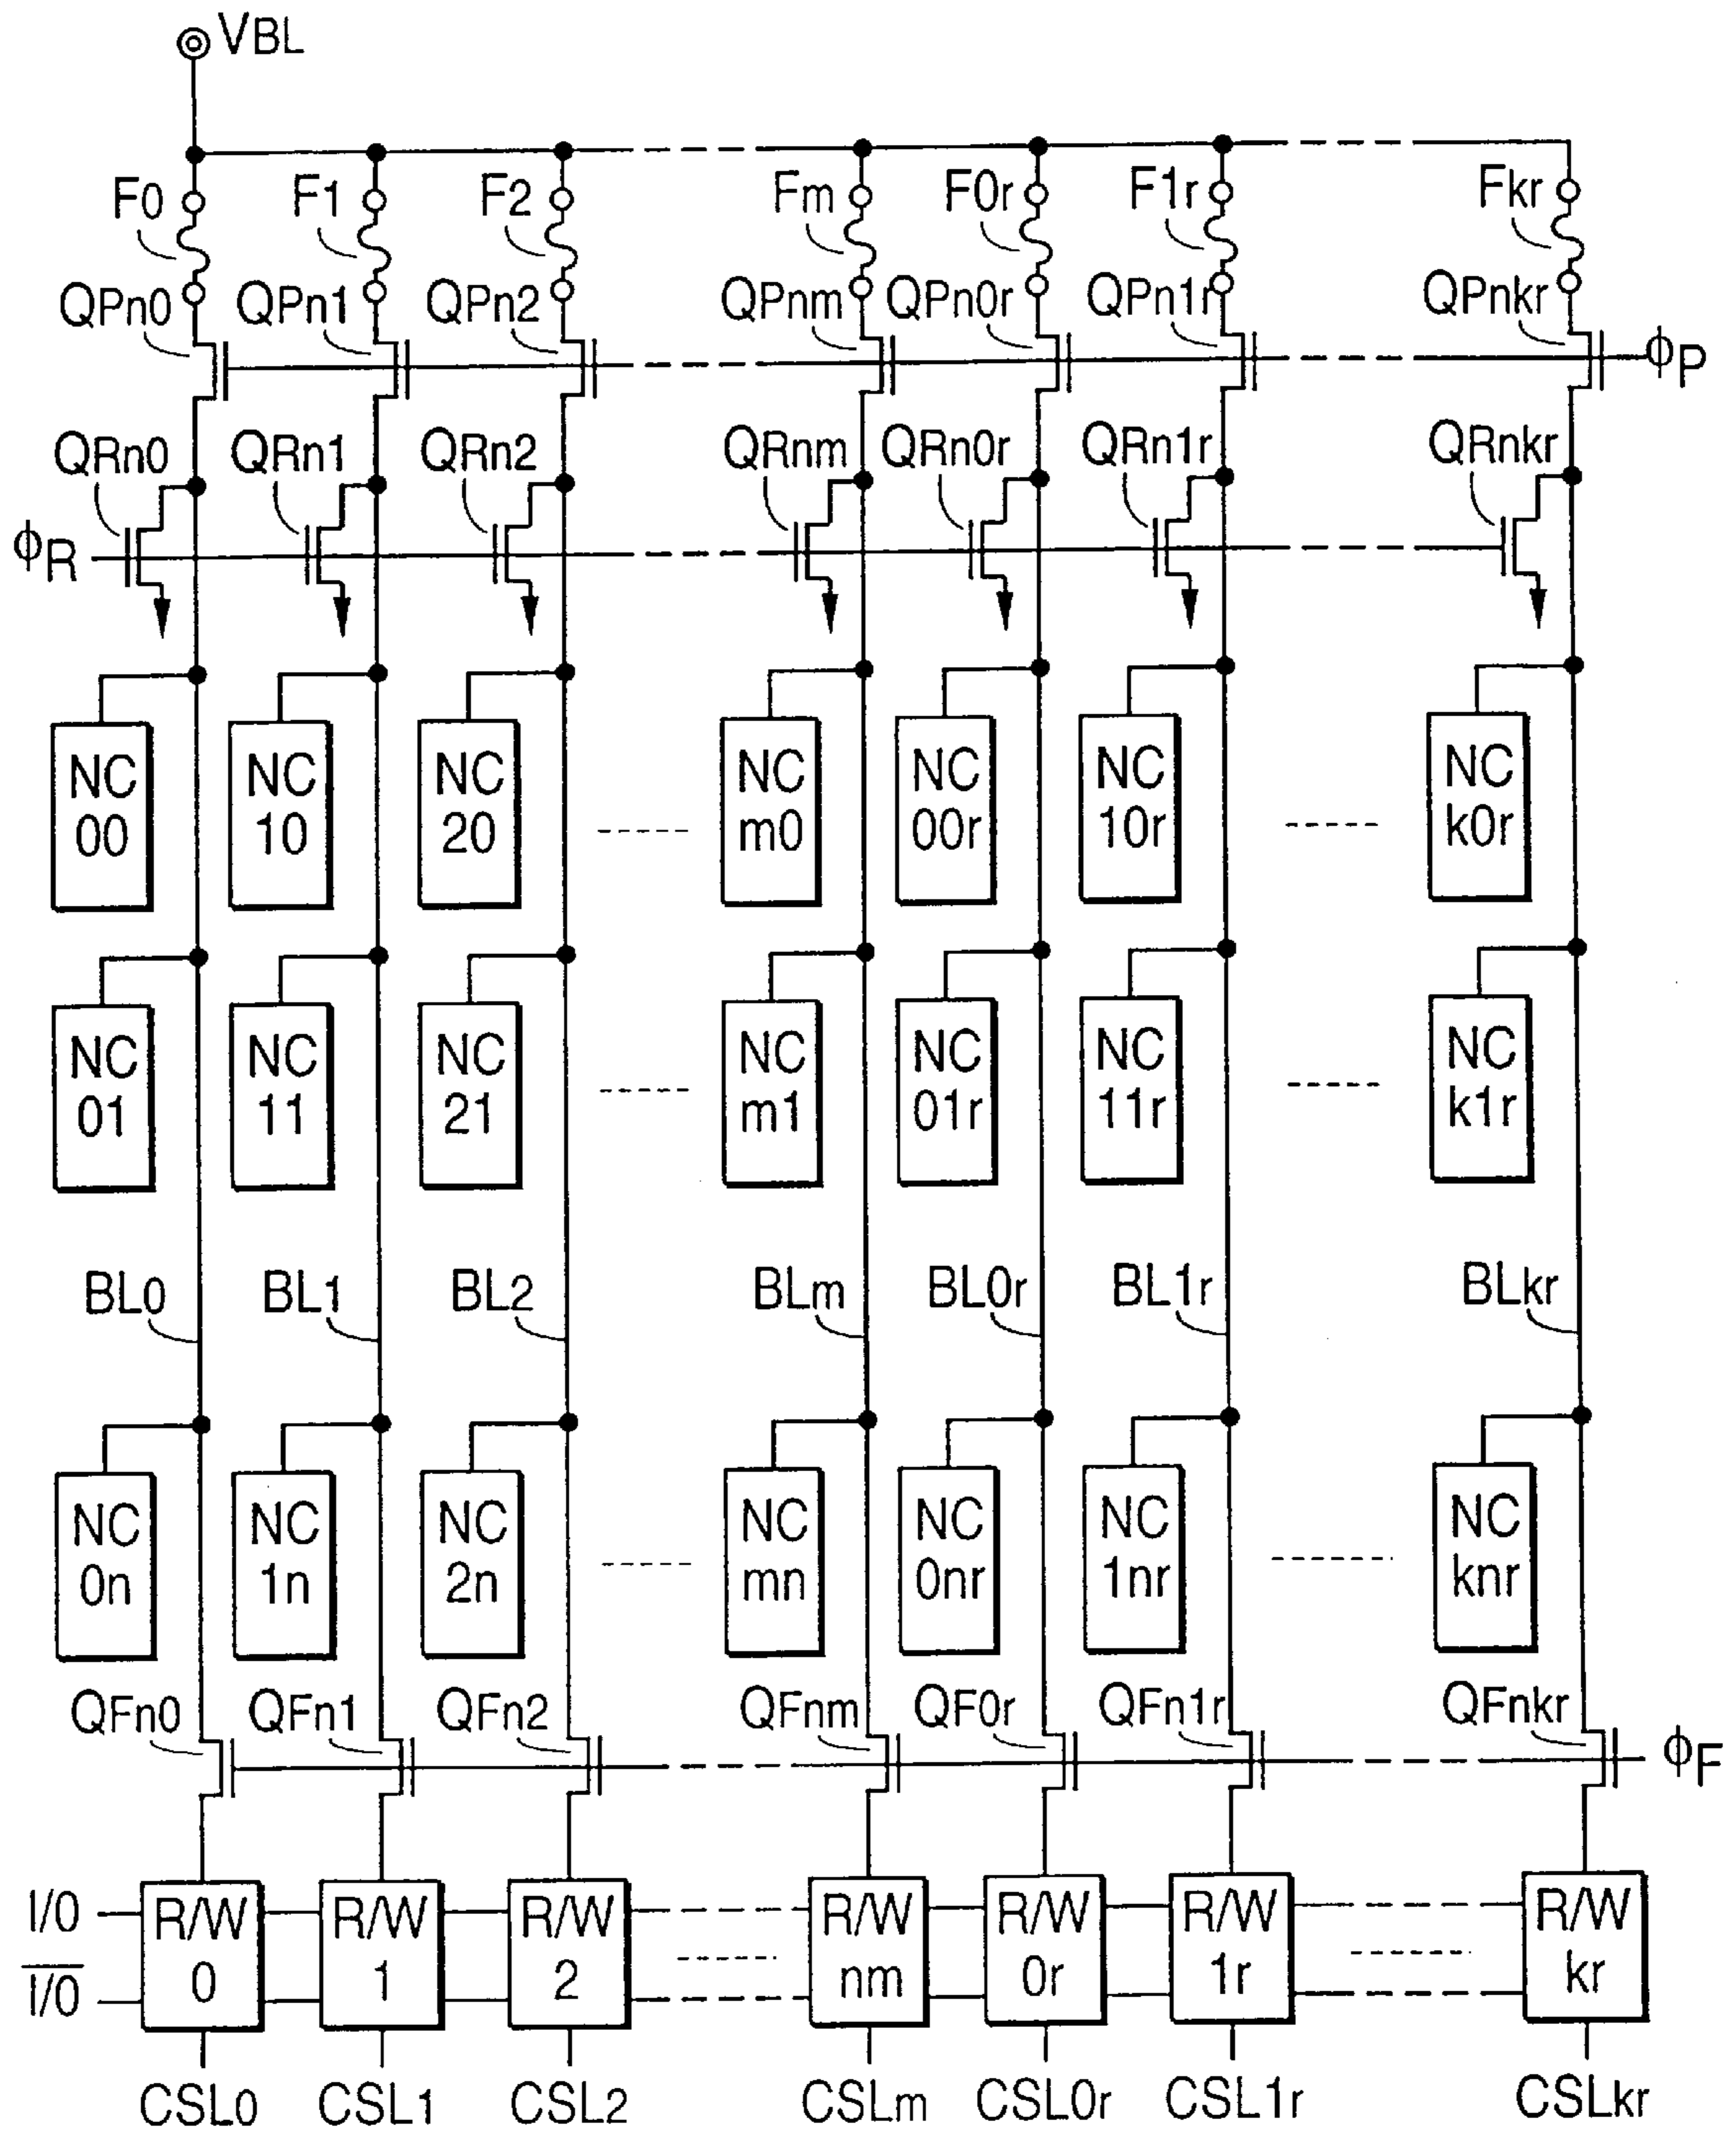 VBL
F0 F1 F2 Fm F0r F1r Fkr
QPn0 QPn1 QPn2 QPnm QPn0r QPn1r QPnkr
ϕP
QRn0 QRn1 QRn2 QRnm QRn0r QRn1r QRnkr
ϕR
NC NC NC NC NC NC NC
00 10 20 m0 00r 10r k0r
NC NC NC NC NC NC NC
01 11 21 m1 01r 11r k1r
BL0 BL1 BL2 BLm BL0r BL1r BLkr
NC NC NC NC NC NC NC
0n 1n 2n mn 0nr 1nr knr
QFn0 QFn1 QFn2 QFnm QF0r QFn1r QFnkr
ϕF
I/O R/W R/W R/W R/W R/W R/W R/W
I/O 0 1 2 nm 0r 1r kr
CSL0 CSL1 CSL2 CSLm CSL0r CSL1r CSLkr